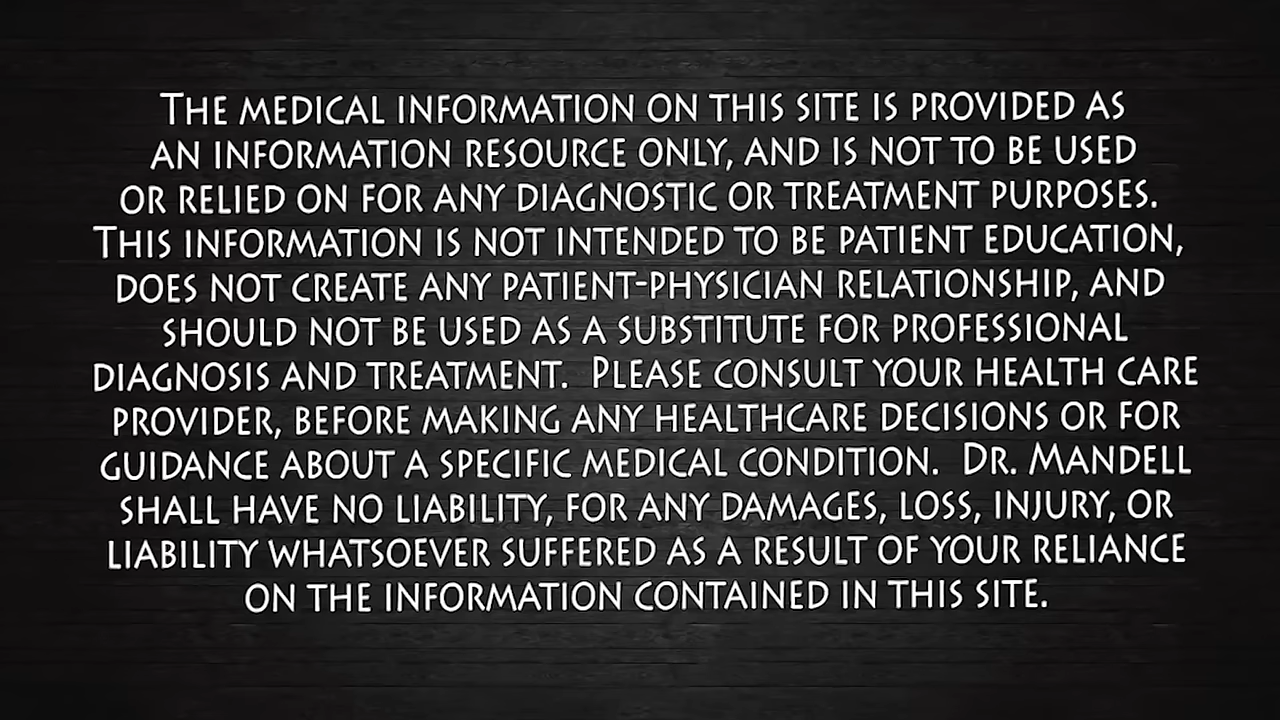 The medical information on this site is provided as
an information resource only, and is not to be used
or relied on for any diagnostic or treatment purposes.
This information is not intended to be patient education,
does not create any patient-physician relationship, and
should not be used as a substitute for professional
diagnosis and treatment.  Please consult your health care
provider, before making any healthcare decisions or for
guidance about a specific medical condition.  Dr. Mandell
shall have no liability, for any damages, loss, injury, or
liability whatsoever suffered as a result of your reliance
on the information contained in this site.